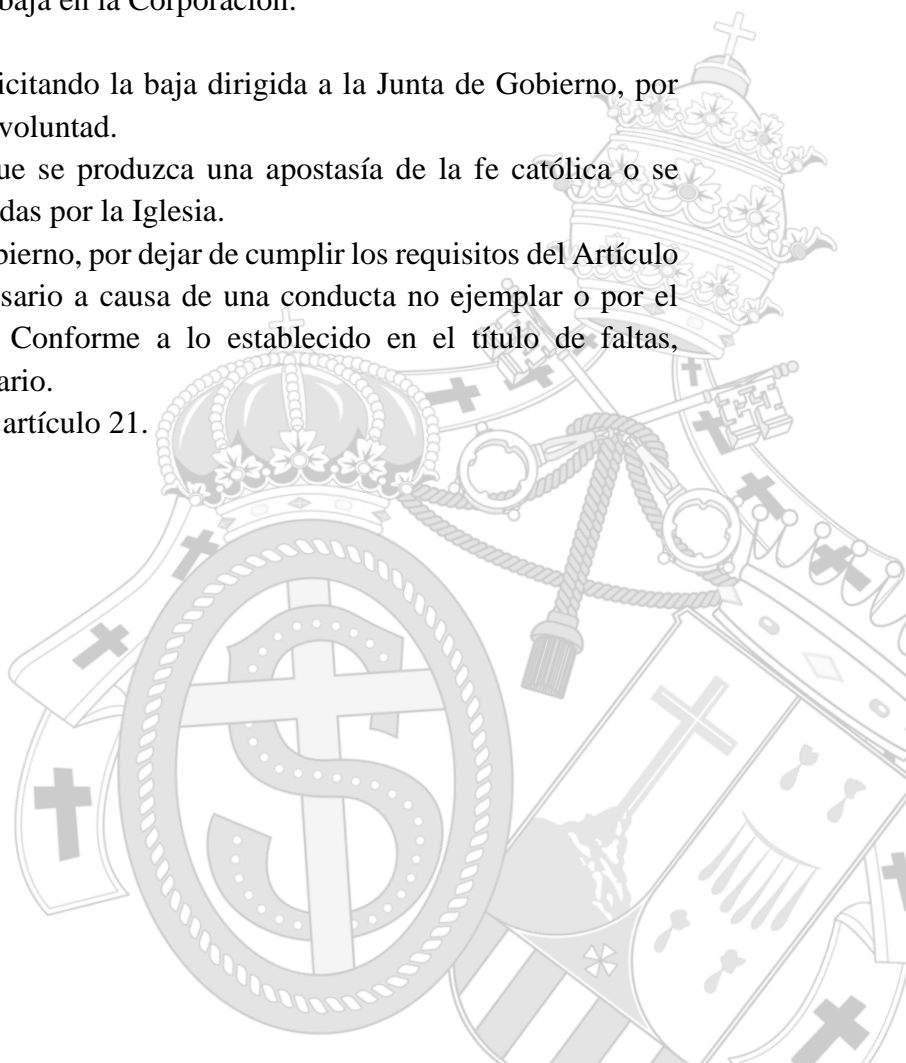 baja en la Corporación.
icitando la baja dirigida a la Junta de Gobierno, por
voluntad.
ue se produzca una apostasía de la fe católica o se
das por la Iglesia.
bierno, por dejar de cumplir los requisitos del Artículo
sario a causa de una conducta no ejemplar o por el
Conforme a lo establecido en el título de faltas,
ario.
artículo 21.